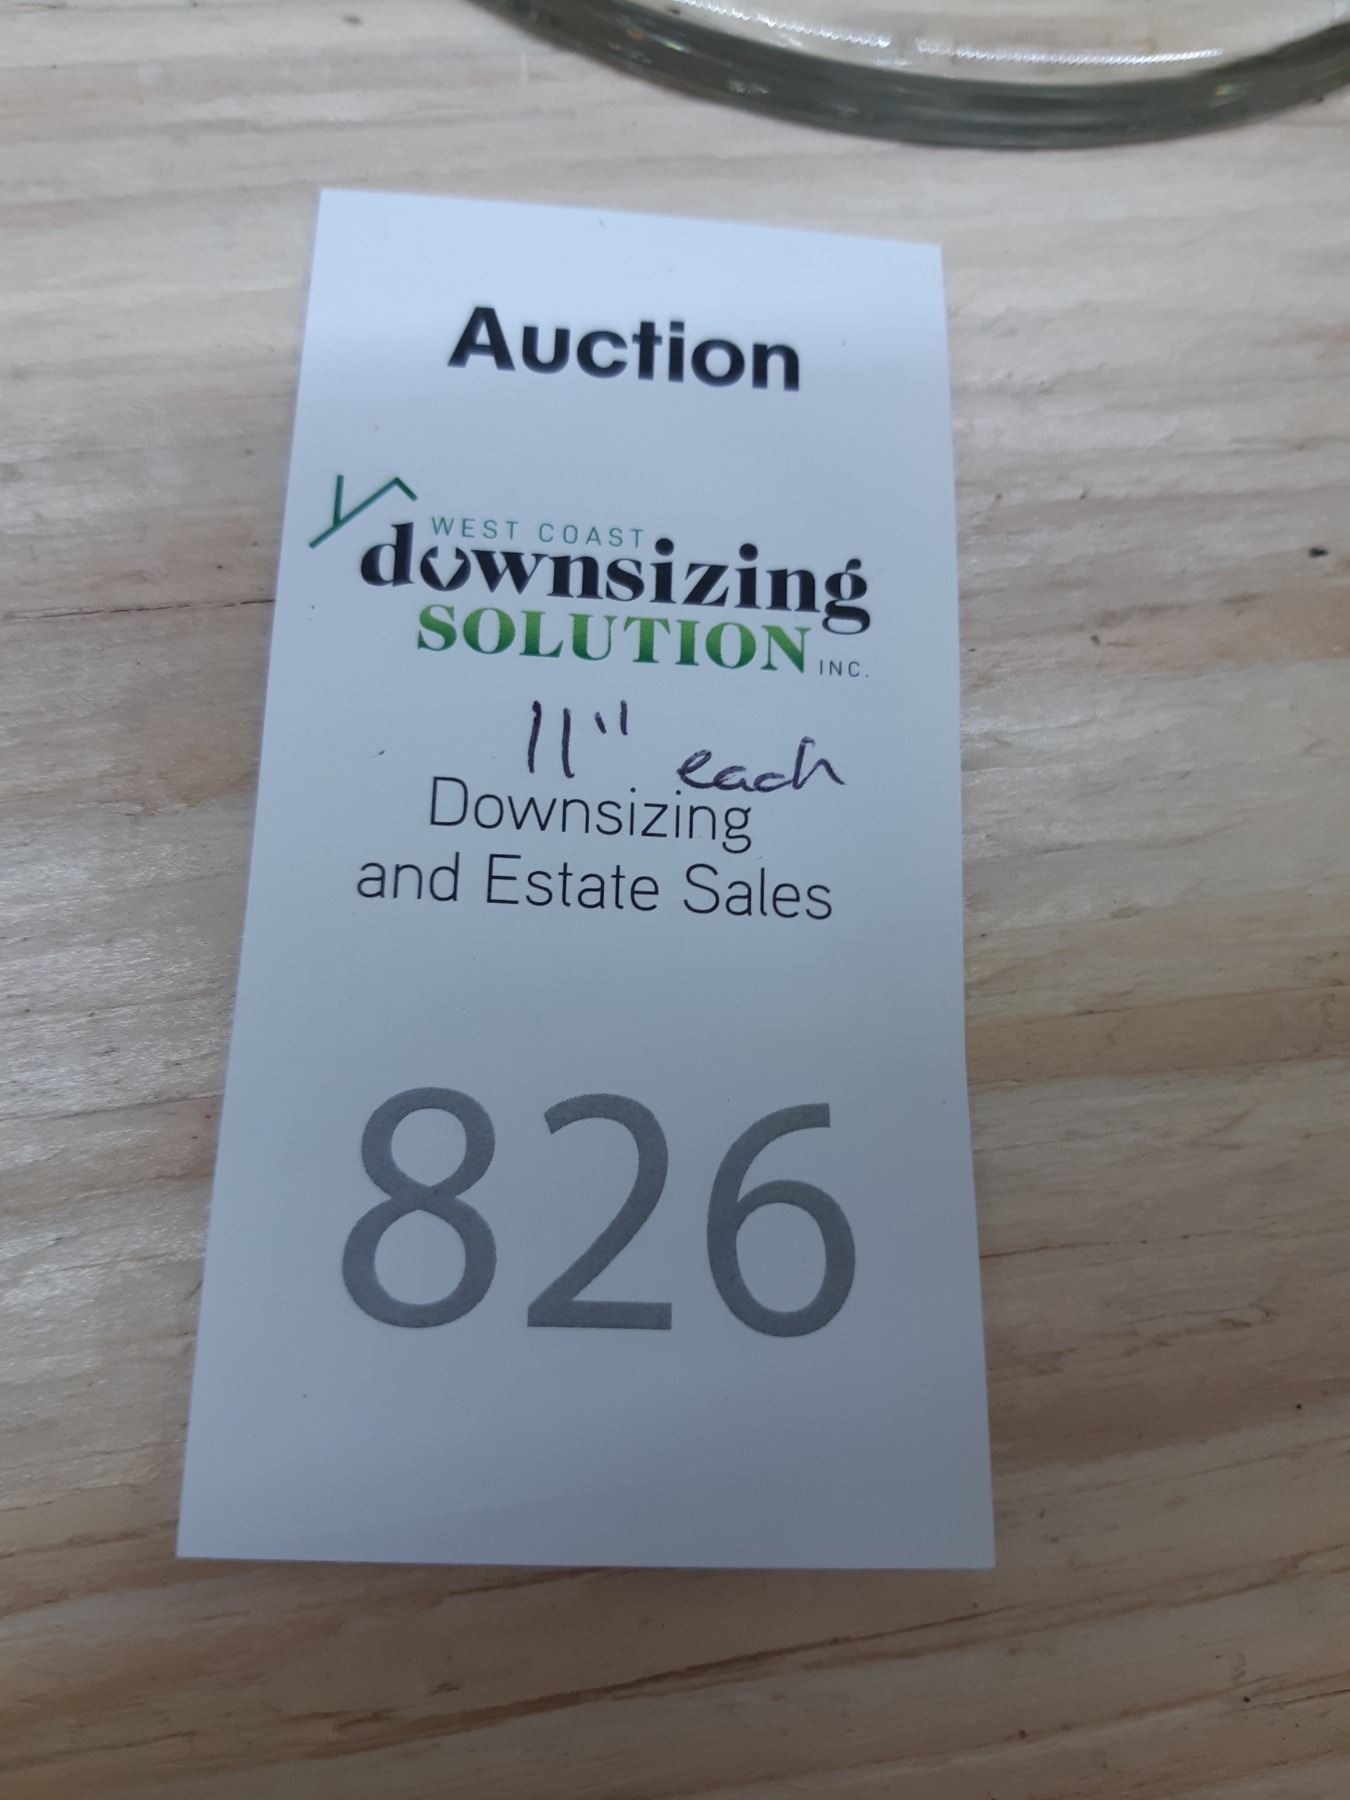 Auction
WEST COAST
downsizing
SOLUTION INC.
11" each
Downsizing
and Estate Sales
826